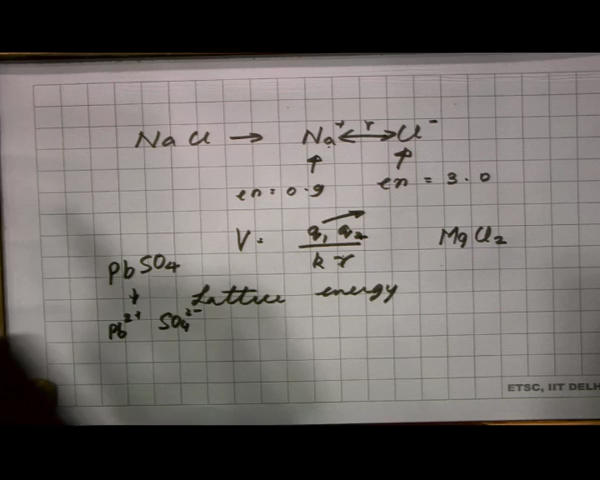 NaCl → Na⁺ ←r→ Cl⁻
en = 0.9 en = 3.0
V = q₁ q₂ / k r MgCl₂
PbSO₄
Lattice energy
Pb²⁺ SO₄²⁻
ETSC, IIT DELH